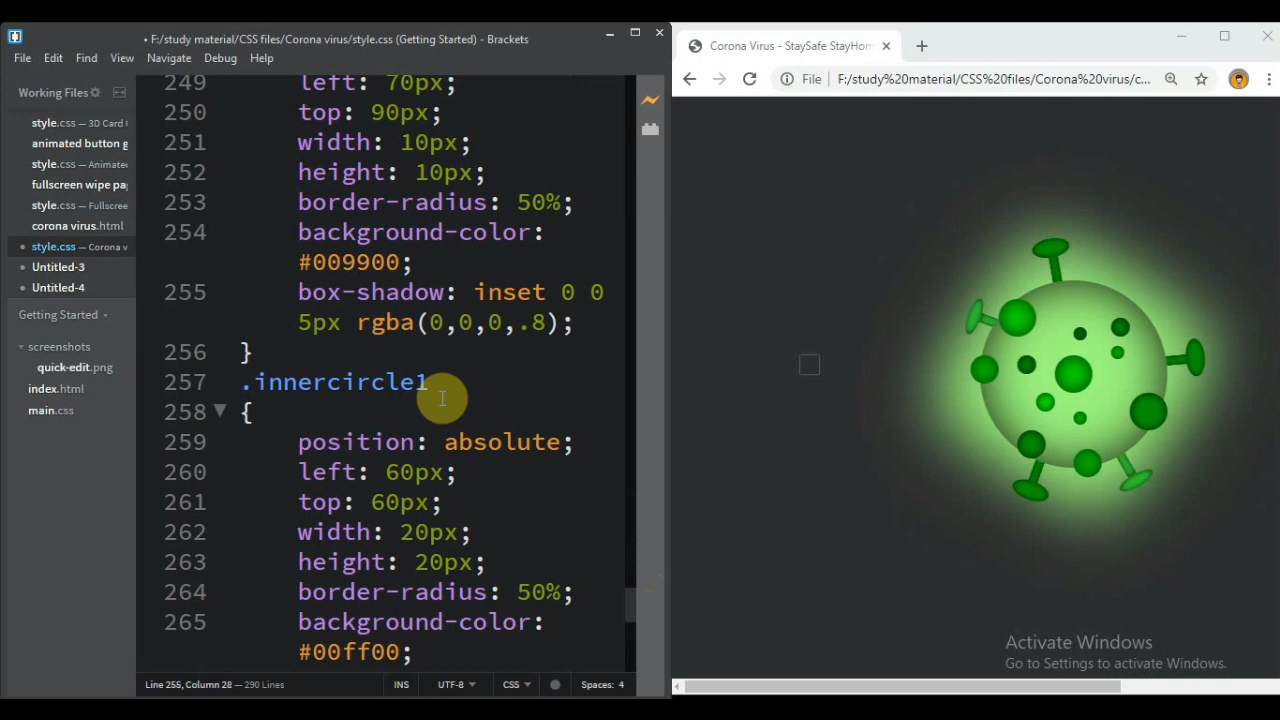 • F:/study material/CSS files/Corona virus/style.css (Getting Started) - Brackets
File Edit Find View Navigate Debug Help
Working Files
style.css — 3D Card
animated button g
style.css — Animated
fullscreen wipe pa
style.css — Fullscreen
corona virus.html
style.css — Corona v
Untitled-3
Untitled-4
Getting Started
screenshots
quick-edit.png
index.html
main.css
249 left: 70px;
250 top: 90px;
251 width: 10px;
252 height: 10px;
253 border-radius: 50%;
254 background-color:
#009900;
255 box-shadow: inset 0 0
5px rgba(0,0,0,.8);
256 }
257 .innercircle1
258 {
259 position: absolute;
260 left: 60px;
261 top: 60px;
262 width: 20px;
263 height: 20px;
264 border-radius: 50%;
265 background-color:
#00ff00;
Line 255, Column 28 — 290 Lines
INS UTF-8 CSS Spaces: 4
Corona Virus - StaySafe StayHom
File F:/study%20material/CSS%20files/Corona%20virus/c...
Activate Windows
Go to Settings to activate Windows.